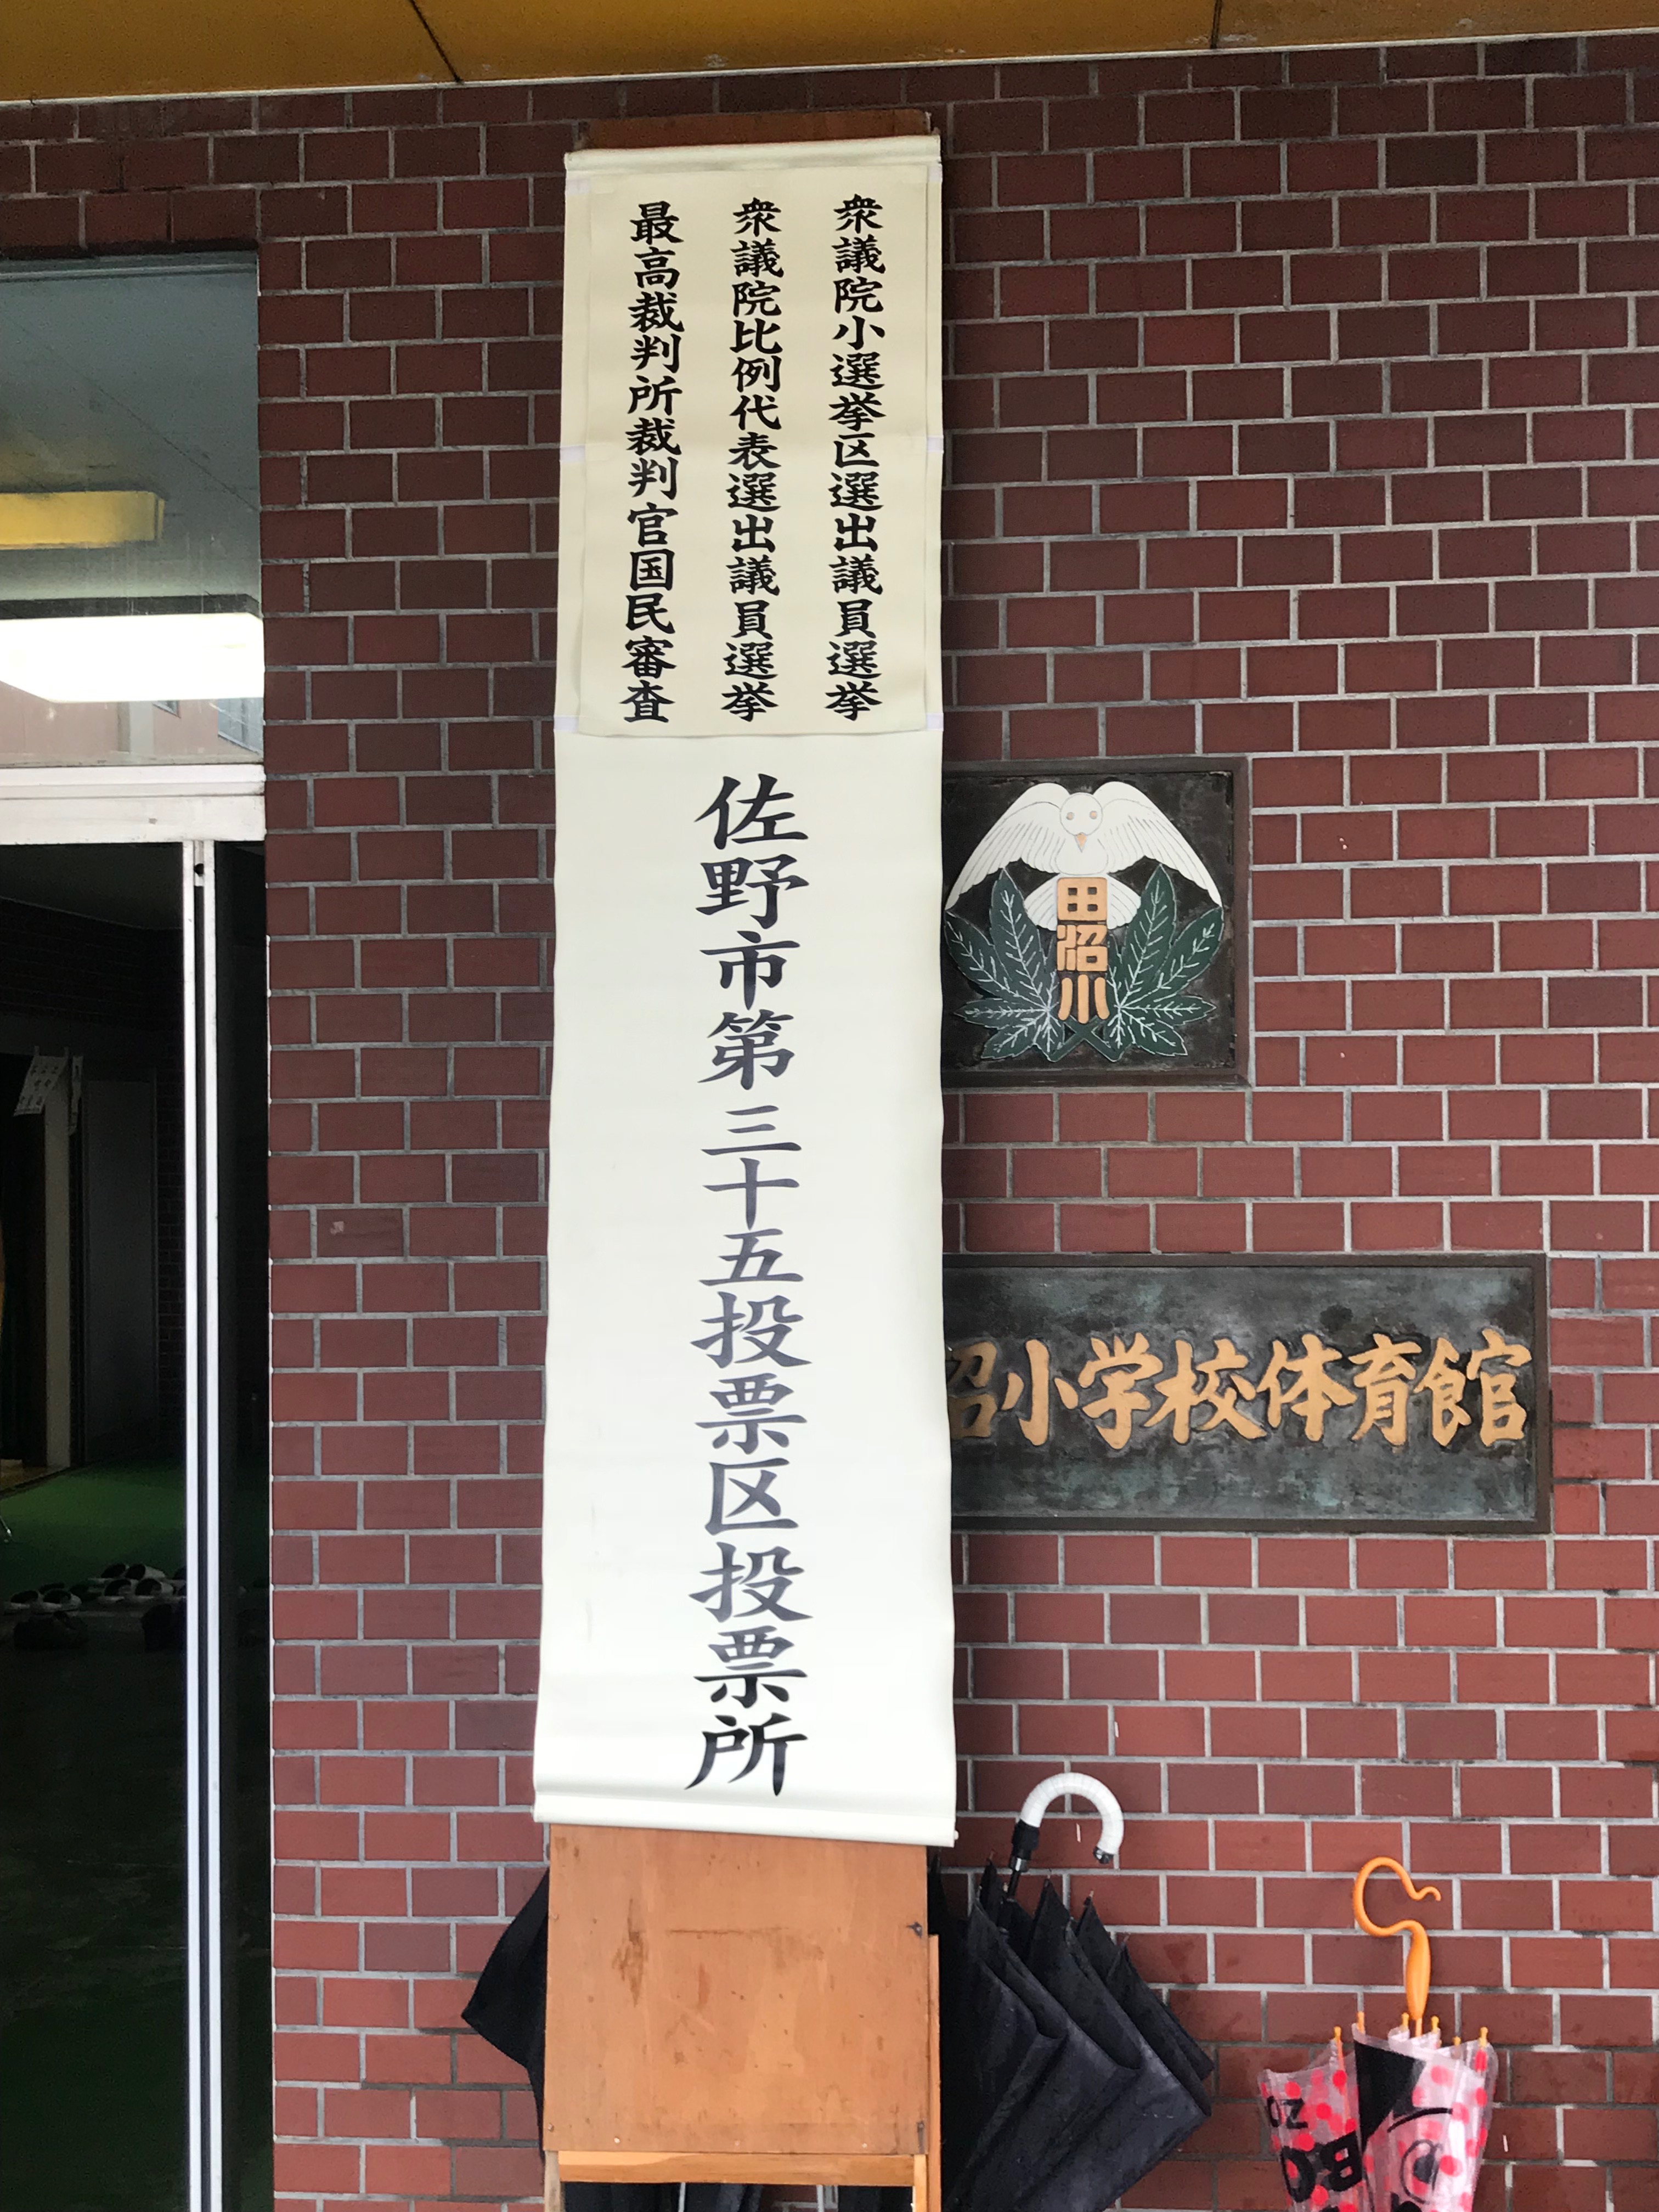 衆議院小選挙区選出議員選挙
衆議院比例代表選出議員選挙
最高裁判所裁判官国民審査
佐野市第三十五投票区投票所
田沼小
沼小学校体育館
BO